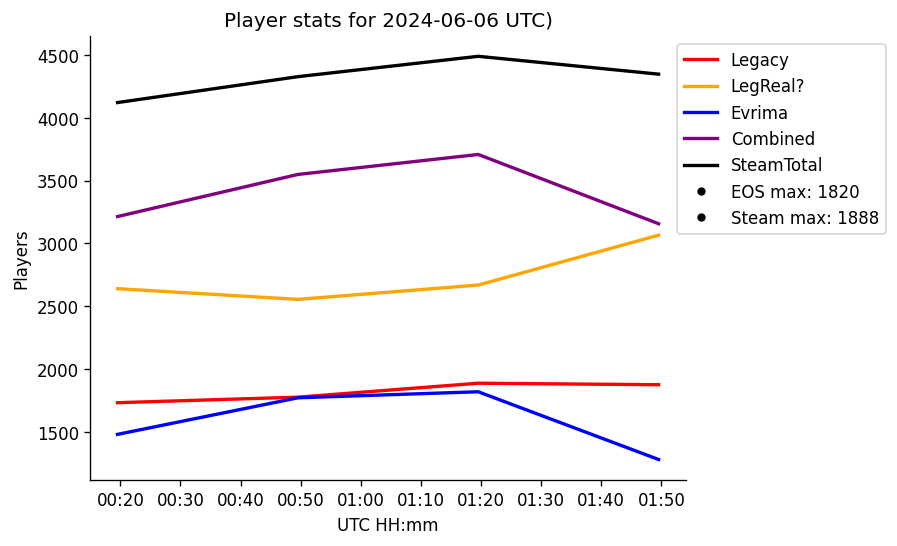 Player stats for 2024-06-06 UTC)
Legacy
LegReal?
Evrima
Combined
SteamTotal
EOS max: 1820
Steam max: 1888
Players
4500
4000
3500
3000
2500
2000
1500
00:20 00:30 00:40 00:50 01:00 01:10 01:20 01:30 01:40 01:50
UTC HH:mm